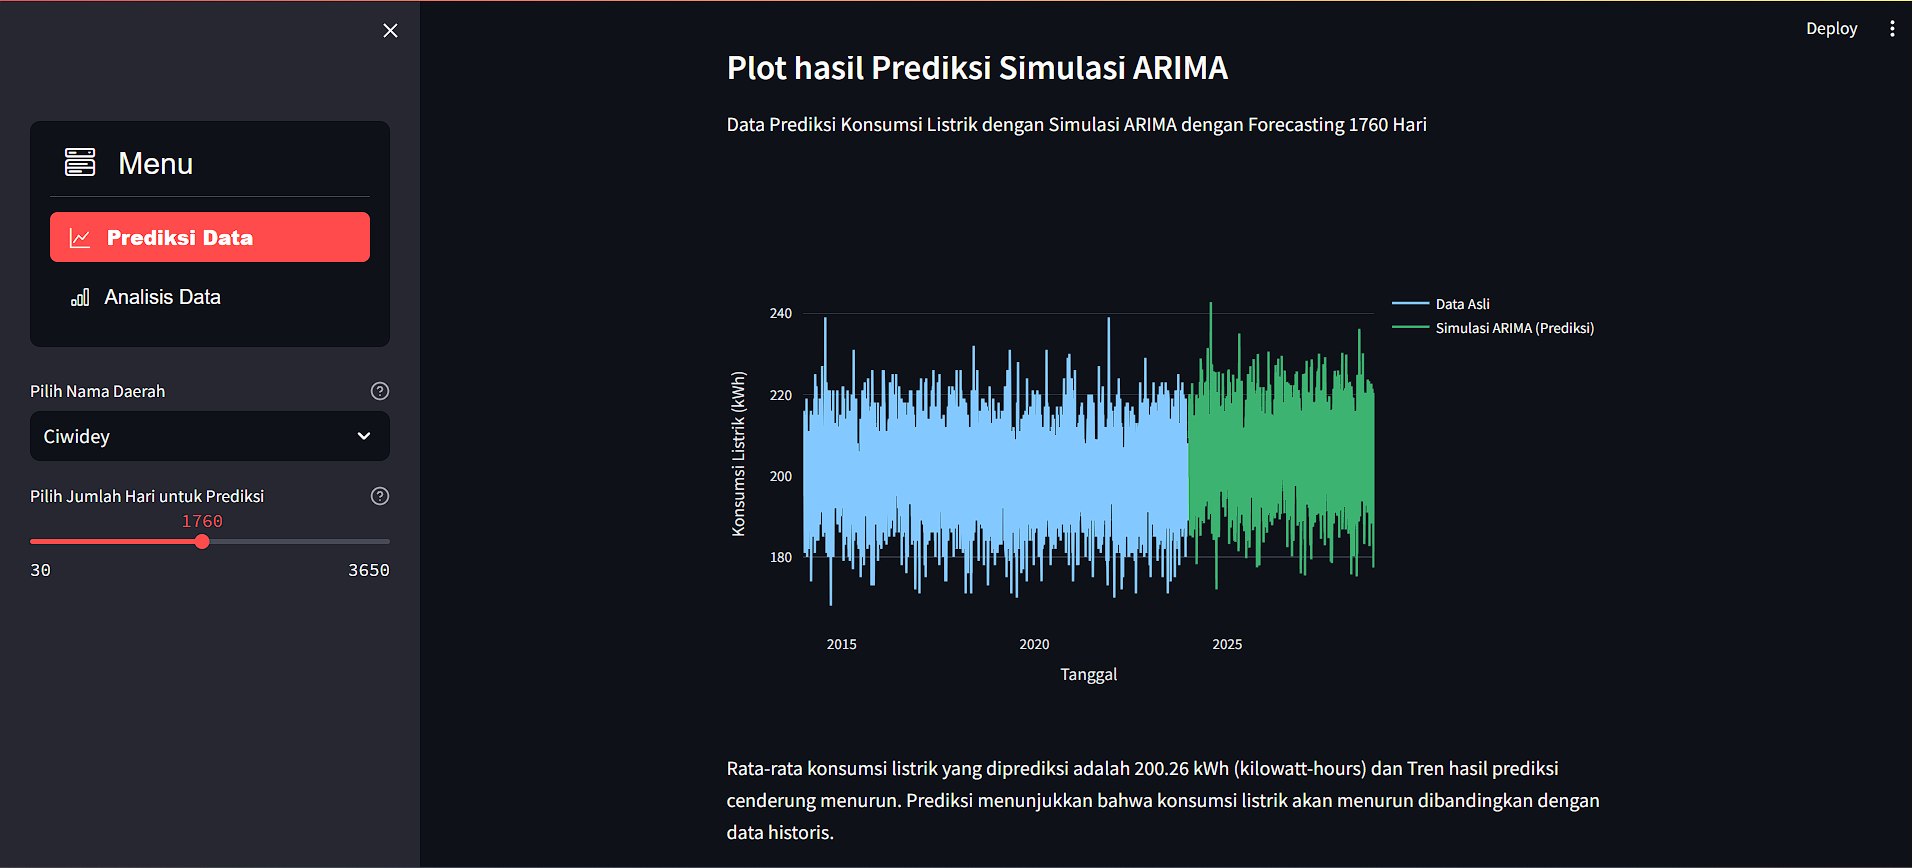 Deploy
Menu
Prediksi Data
Analisis Data
Pilih Nama Daerah
Ciwidey
Pilih Jumlah Hari untuk Prediksi
1760
30
3650
Plot hasil Prediksi Simulasi ARIMA
Data Prediksi Konsumsi Listrik dengan Simulasi ARIMA dengan Forecasting 1760 Hari
Data Asli
Simulasi ARIMA (Prediksi)
240
220
200
180
Konsumsi Listrik (kWh)
2015
2020
2025
Tanggal
Rata-rata konsumsi listrik yang diprediksi adalah 200.26 kWh (kilowatt-hours) dan Tren hasil prediksi
cenderung menurun. Prediksi menunjukkan bahwa konsumsi listrik akan menurun dibandingkan dengan
data historis.